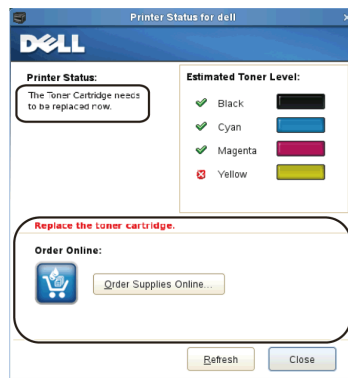 Printer Status for dell
DELL
Printer Status:
The Toner Cartridge needs
to be replaced now.
Estimated Toner Level:
Black
Cyan
Magenta
Yellow
Replace the toner cartridge.
Order Online:
Order Supplies Online...
Refresh
Close